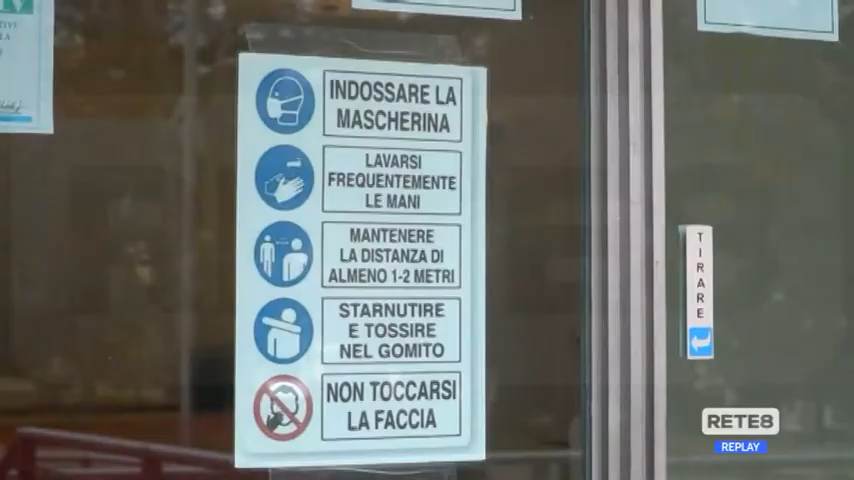 INDOSSARE LA
MASCHERINA
LAVARSI
FREQUENTEMENTE
LE MANI
MANTENERE
LA DISTANZA DI
ALMENO 1-2 METRI
STARNUTIRE
E TOSSIRE
NEL GOMITO
NON TOCCARSI
LA FACCIA
TIRARE
RETE8
REPLAY